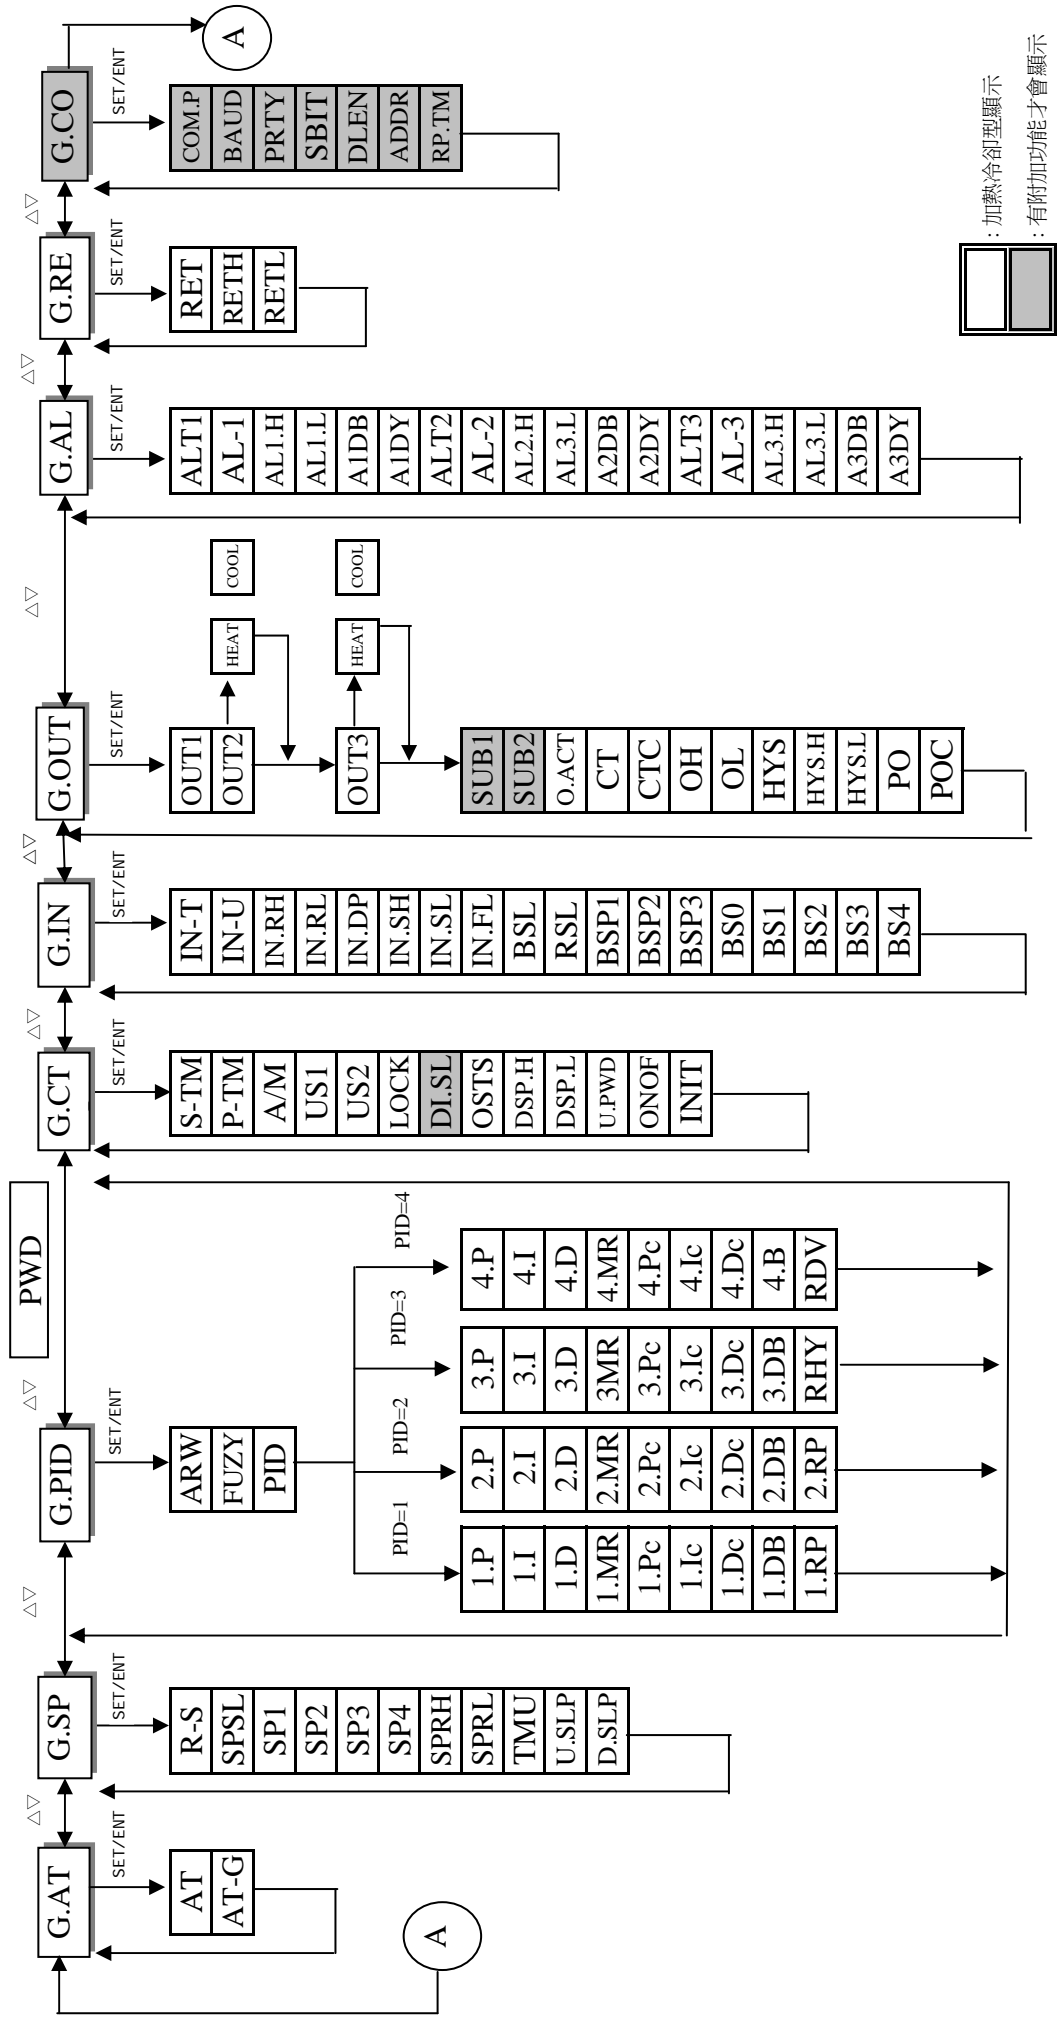 G.AT
△▽
G.SP
△▽
G.PID
△▽
PWD
G.CT
△▽
G.IN
△▽
G.OUT
△▽
G.AL
△▽
G.RE
△▽
G.CO
A
SET/ENT
AT
AT-G
A
SET/ENT
R-S
SPSL
SP1
SP2
SP3
SP4
SPRH
SPRL
TMU
U.SLP
D.SLP
SET/ENT
ARW
FUZY
PID
PID=1
PID=2
PID=3
PID=4
1.P
1.I
1.D
1.MR
1.Pc
1.Ic
1.Dc
1.DB
1.RP
2.P
2.I
2.D
2.MR
2.Pc
2.Ic
2.Dc
2.DB
2.RP
3.P
3.I
3.D
3MR
3.Pc
3.Ic
3.Dc
3.DB
RHY
4.P
4.I
4.D
4.MR
4.Pc
4.Ic
4.Dc
4.B
RDV
SET/ENT
S-TM
P-TM
A/M
US1
US2
LOCK
DI.SL
OSTS
DSP.H
DSP.L
U.PWD
ONOF
INIT
SET/ENT
IN-T
IN-U
IN.RH
IN.RL
IN.DP
IN.SH
IN.SL
IN.FL
BSL
RSL
BSP1
BSP2
BSP3
BS0
BS1
BS2
BS3
BS4
SET/ENT
OUT1
OUT2
HEAT
COOL
OUT3
HEAT
COOL
SUB1
SUB2
O.ACT
CT
CTC
OH
OL
HYS
HYS.H
HYS.L
PO
POC
SET/ENT
ALT1
AL-1
AL1.H
AL1.L
A1DB
A1DY
ALT2
AL-2
AL2.H
AL3.L
A2DB
A2DY
ALT3
AL-3
AL3.H
AL3.L
A3DB
A3DY
SET/ENT
RET
RETH
RETL
SET/ENT
COM.P
BAUD
PRTY
SBIT
DLEN
ADDR
RP.TM
：加熱冷卻型顯示
：有附加功能才會顯示